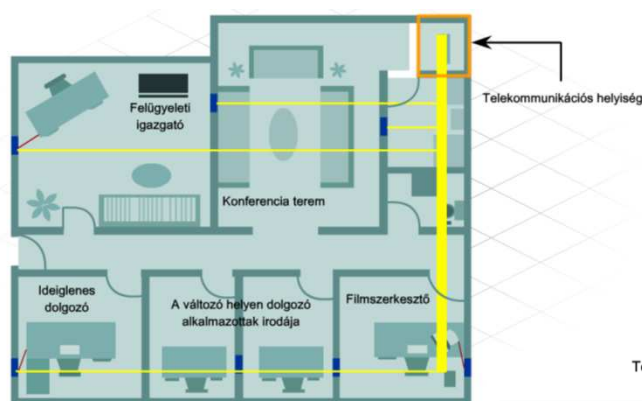 Felügyeleti
igazgató
Telekommunikációs helyiség
Konferencia terem
Ideiglenes
dolgozó
A változó helyen dolgozó
alkalmazottak irodája
Filmszerkesztő